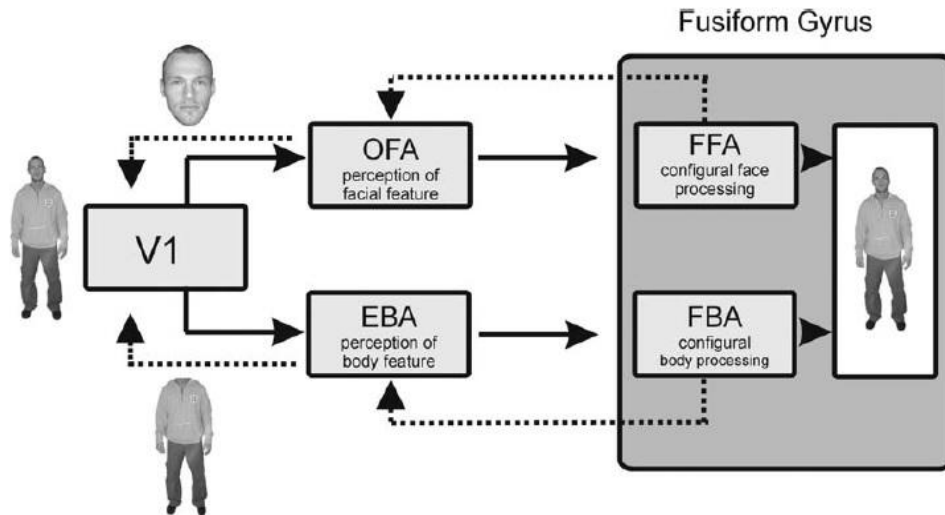 Fusiform Gyrus
OFA
perception of
facial feature
FFA
configural face
processing
V1
EBA
perception of
body feature
FBA
configural
body processing